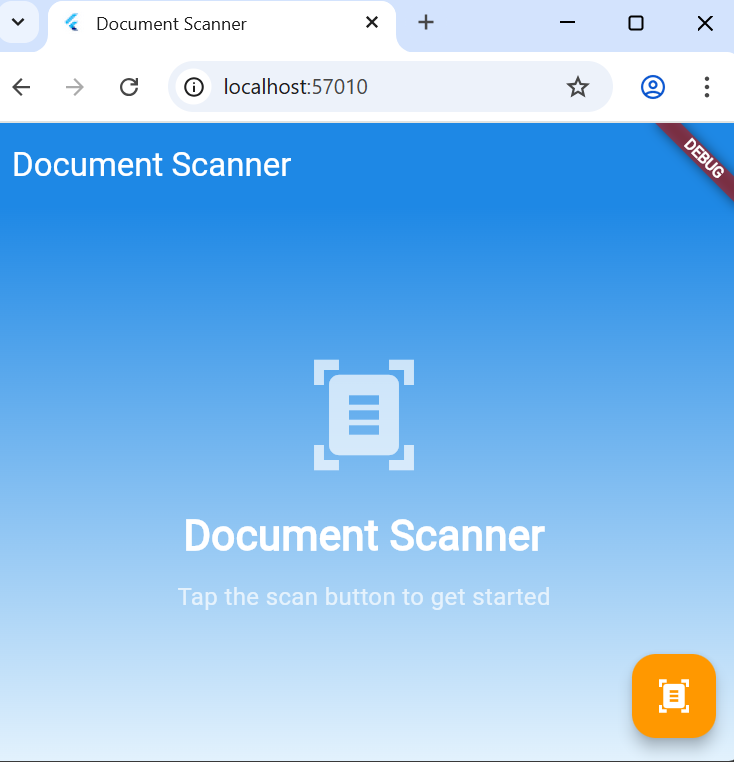 Document Scanner
localhost:57010
Document Scanner
DEBUG
Document Scanner
Tap the scan button to get started